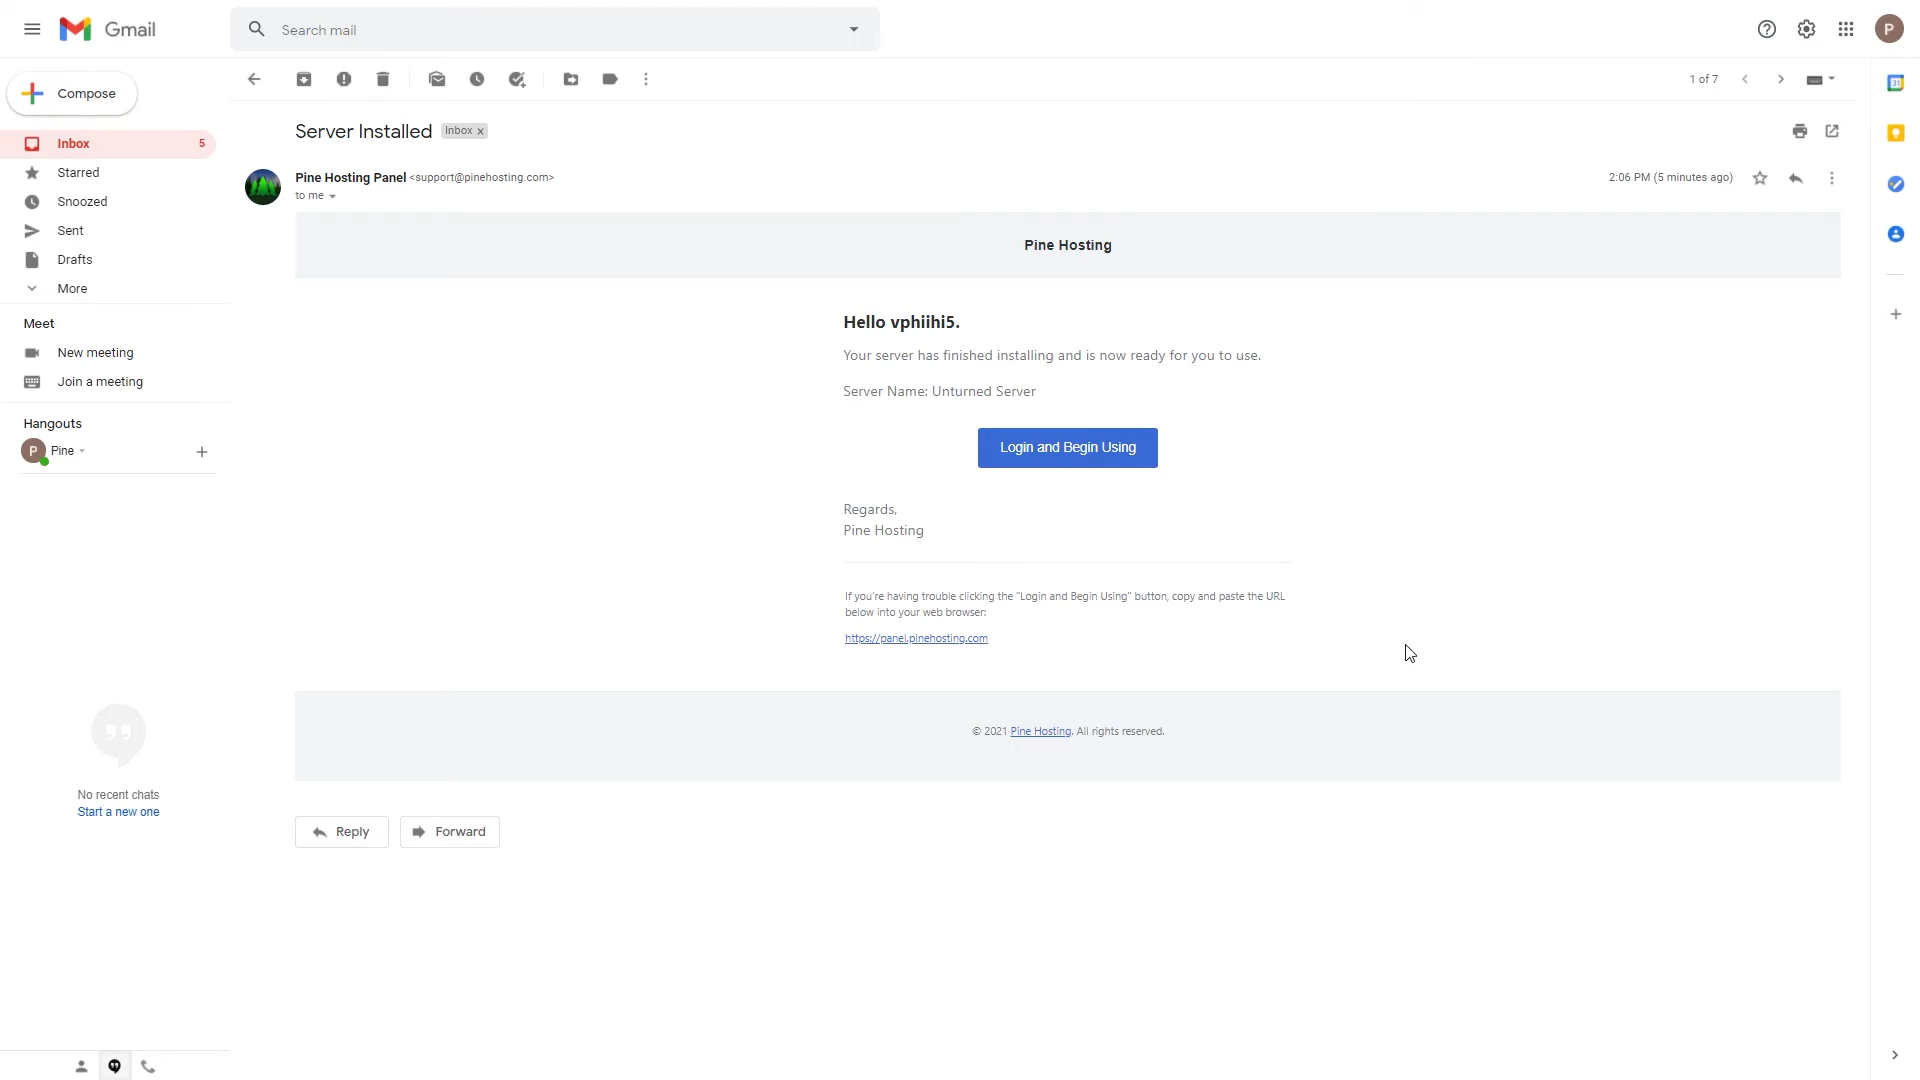 Gmail
Search mail
P
Compose
1 of 7
Inbox 5
Starred
Snoozed
Sent
Drafts
More
Meet
New meeting
Join a meeting
Hangouts
P Pine
No recent chats
Start a new one
Server Installed Inbox x
Pine Hosting Panel <support@pinehosting.com>
2:06 PM (5 minutes ago)
to me
Pine Hosting
Hello vphiihi5.
Your server has finished installing and is now ready for you to use.
Server Name: Unturned Server
Login and Begin Using
Regards,
Pine Hosting
If you're having trouble clicking the "Login and Begin Using" button, copy and paste the URL
below into your web browser:
https://panel.pinehosting.com
© 2021 Pine Hosting. All rights reserved.
Reply
Forward
31